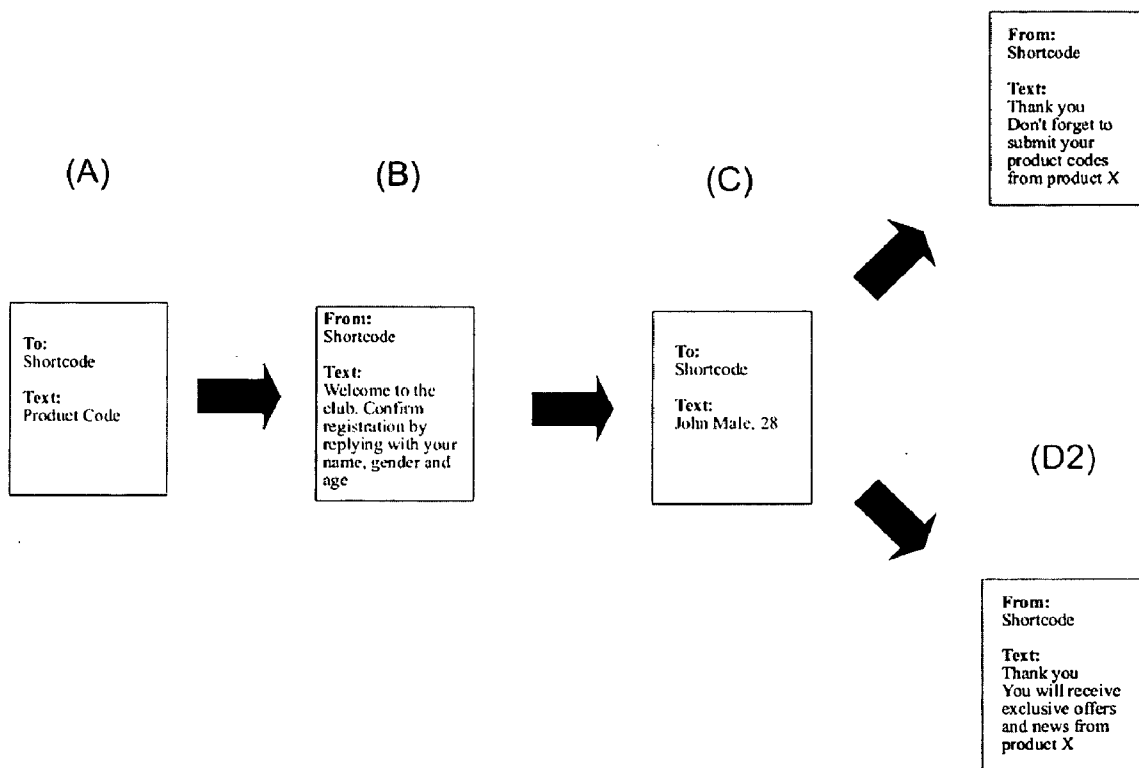 (A)
To:
Shortcode
Text:
Product Code
(B)
From:
Shortcode
Text:
Welcome to the
club. Confirm
registration by
replying with your
name, gender and
age
(C)
To:
Shortcode
Text:
John Male, 28
From:
Shortcode
Text:
Thank you
Don't forget to
submit your
product codes
from product X
(D2)
From:
Shortcode
Text:
Thank you
You will receive
exclusive offers
and news from
product X